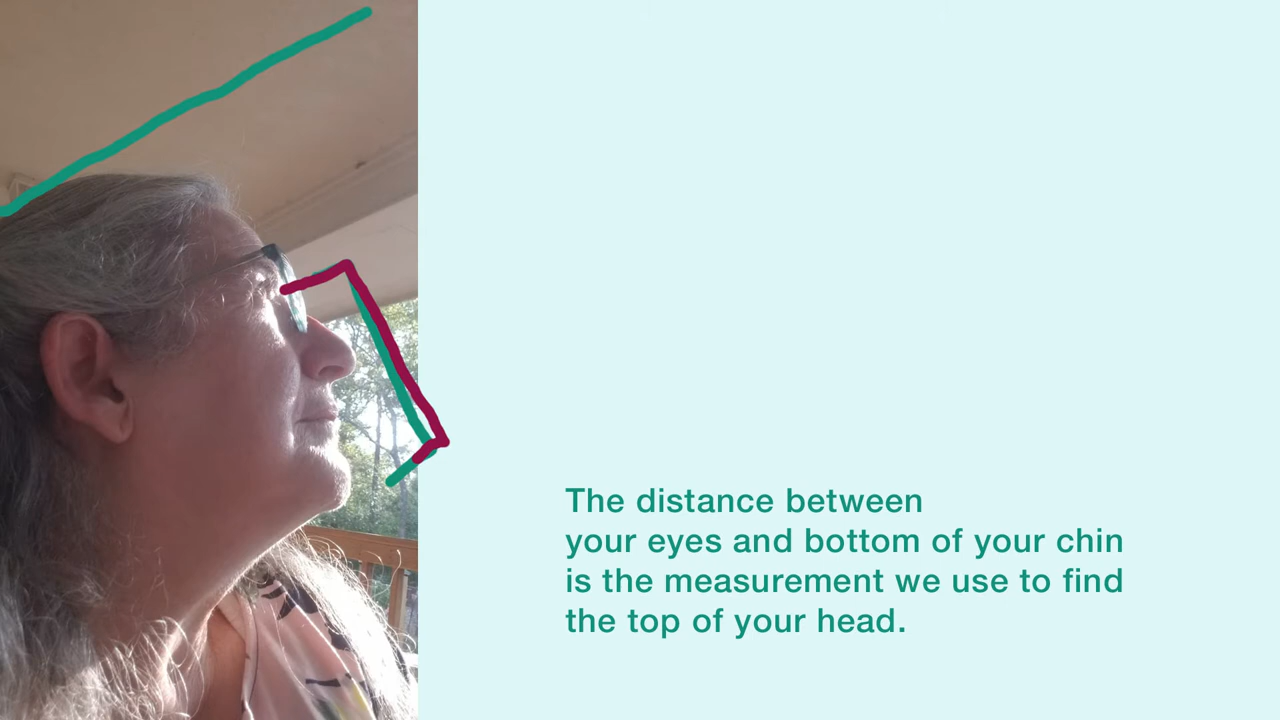 The distance between
your eyes and bottom of your chin
is the measurement we use to find
the top of your head.